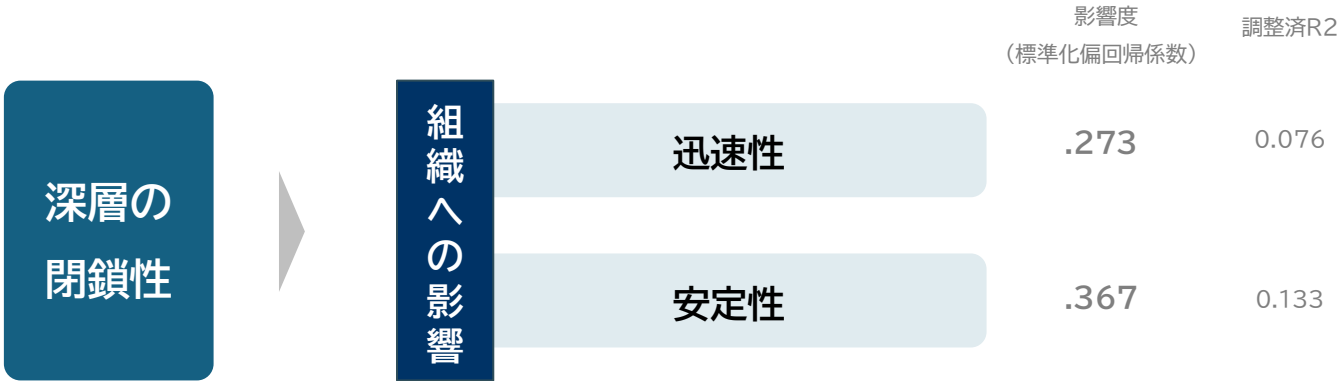 影響度
（標準化偏回帰係数）
調整済R2
深層の
閉鎖性
組織への影響
迅速性
.273
0.076
安定性
.367
0.133